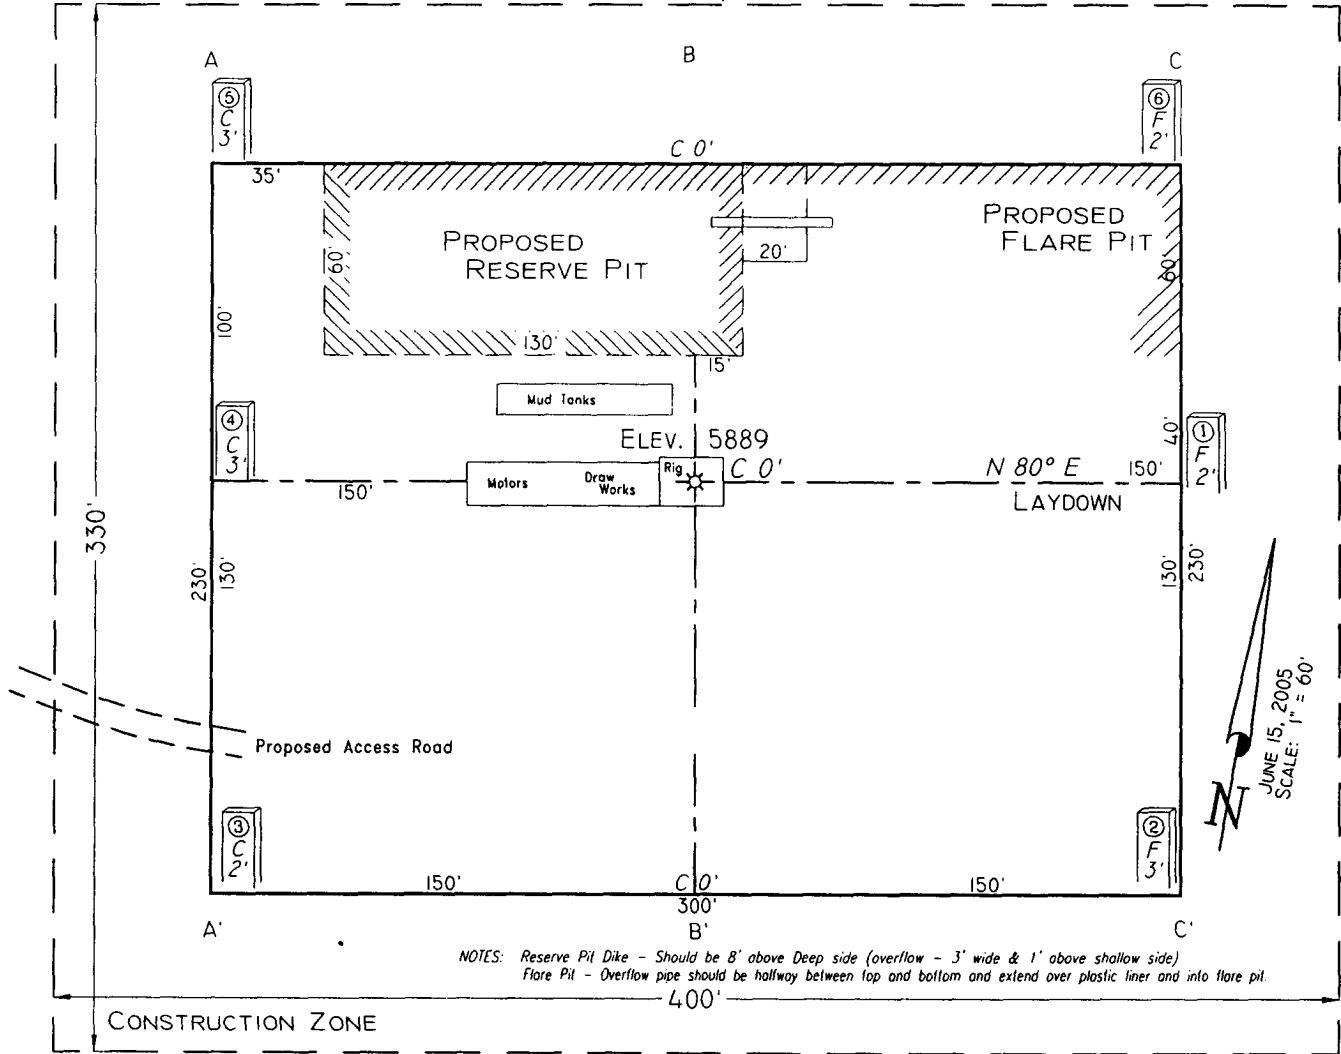 A
B
C
5
C
3'
6
F
2'
C 0'
35'
PROPOSED
RESERVE PIT
60'
20'
PROPOSED
FLARE PIT
60'
100'
130'
15'
Mud Tanks
4
C
3'
ELEV. 5889
40'
1
F
2'
Motors
Draw
Works
Rig
C 0'
N 80° E
150'
150'
LAYDOWN
330'
230'
130'
130'
230'
JUNE 15, 2005
SCALE: 1" = 60'
N
Proposed Access Road
3
C
2'
2
F
3'
150'
C 0'
150'
300'
A'
B'
C'
NOTES: Reserve Pit Dike - Should be 8' above Deep side (overflow - 3' wide & 1' above shallow side)
Flare Pit - Overflow pipe should be halfway between top and bottom and extend over plastic liner and into flare pit.
400'
CONSTRUCTION ZONE